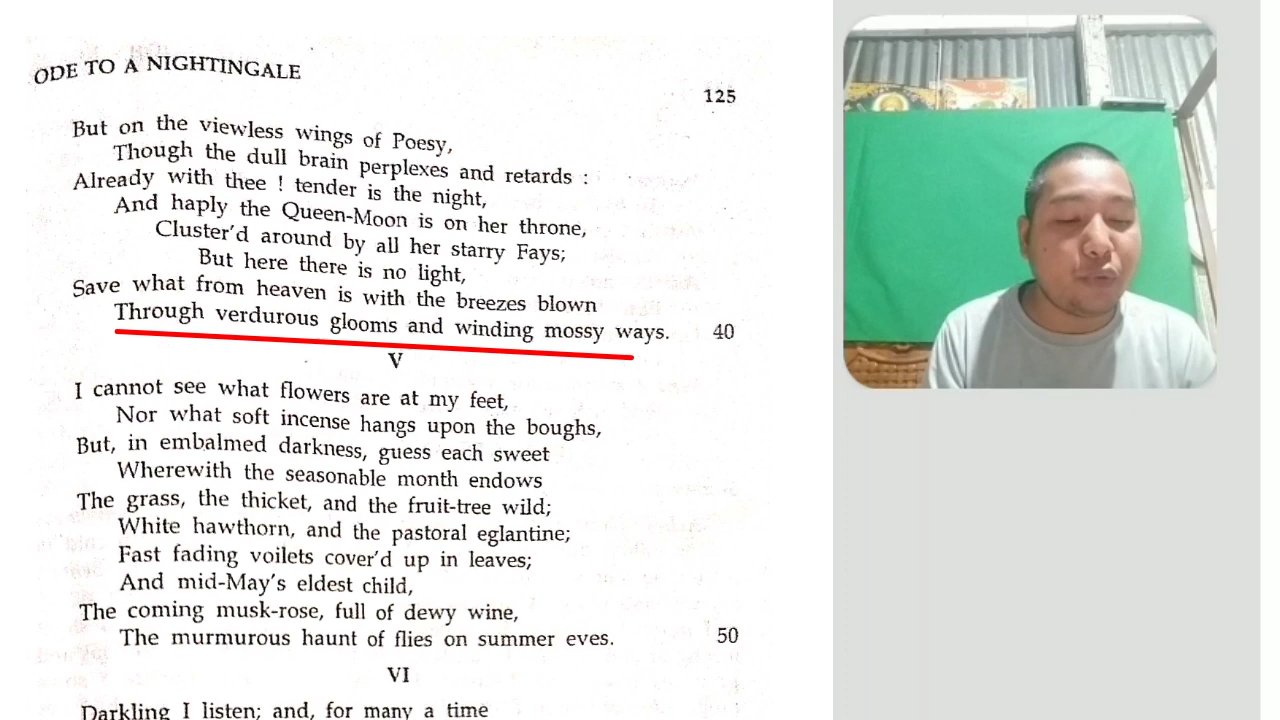 ODE TO A NIGHTINGALE
125
But on the viewless wings of Poesy,
Though the dull brain perplexes and retards :
Already with thee ! tender is the night,
And haply the Queen-Moon is on her throne,
Cluster'd around by all her starry Fays;
But here there is no light,
Save what from heaven is with the breezes blown
Through verdurous glooms and winding mossy ways. 40
V
I cannot see what flowers are at my feet,
Nor what soft incense hangs upon the boughs,
But, in embalmed darkness, guess each sweet
Wherewith the seasonable month endows
The grass, the thicket, and the fruit-tree wild;
White hawthorn, and the pastoral eglantine;
Fast fading voilets cover'd up in leaves;
And mid-May's eldest child,
The coming musk-rose, full of dewy wine,
The murmurous haunt of flies on summer eves. 50
VI
Darkling I listen; and, for many a time